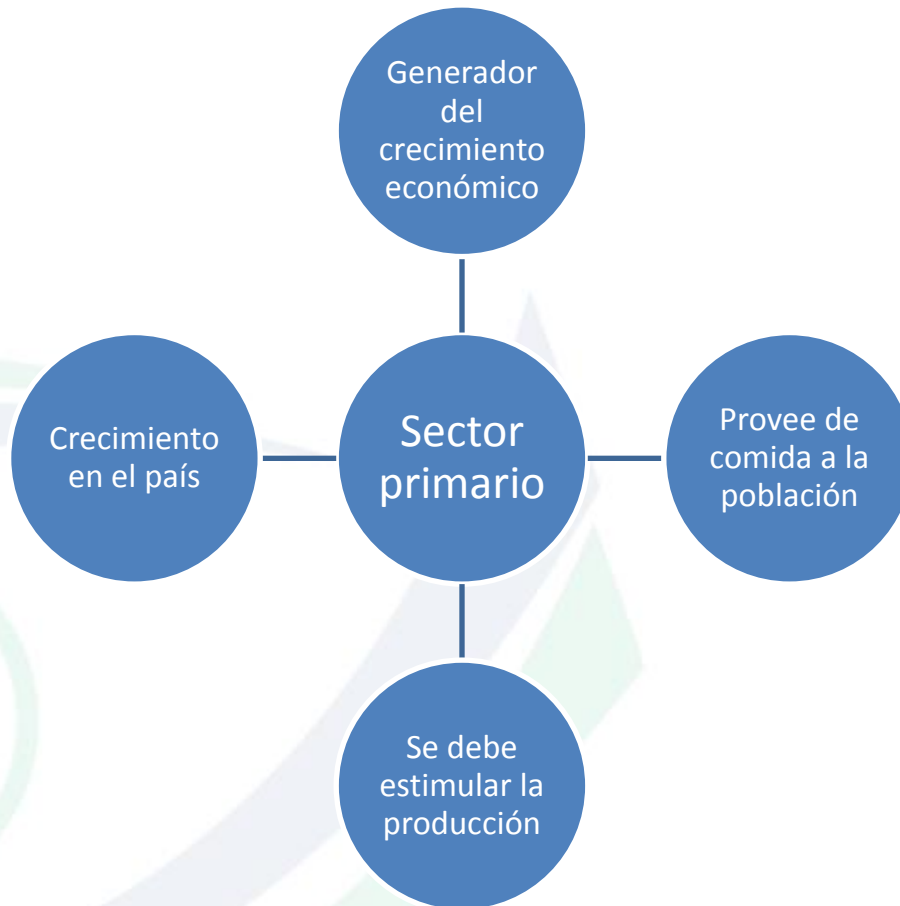 Generador
del
crecimiento
económico
Crecimiento
en el país
Sector
primario
Provee de
comida a la
población
Se debe
estimular la
producción